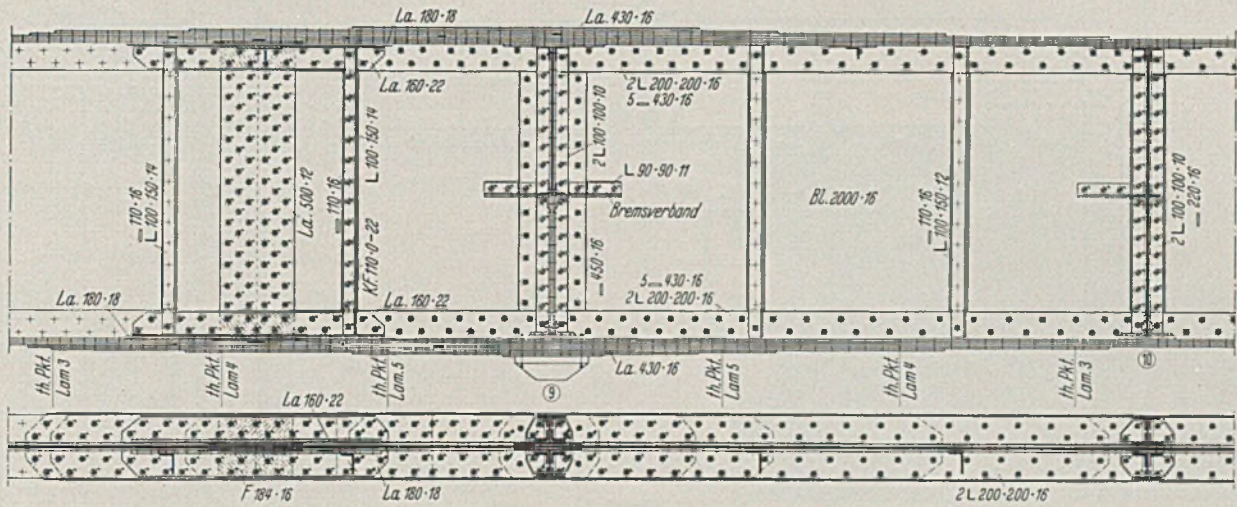 La. 180·18
La. 430·16
La. 160·22
2 L 200·200·16
5 — 430·16
— 110·16
L 100·150·14
La. 500·12
L 100·150·14
— 110·16
Kf. 110·0-22
2 L 100·100·10
L 90·90·11
Bremsverband
— 450·16
Bl. 2000·16
— 110·16
L 100·150·12
2 L 100·100·10
— 220·16
La. 180·18
La. 160·22
5 — 430·16
2 L 200·200·16
La. 430·16
th. Pkt.
Lam 3
th. Pkt.
Lam 4
th. Pkt.
Lam. 5
9
th. Pkt.
Lam 5
th. Pkt.
Lam 4
th. Pkt.
Lam. 3
10
La 160·22
F 184·16
La 180·18
2 L 200·200·16